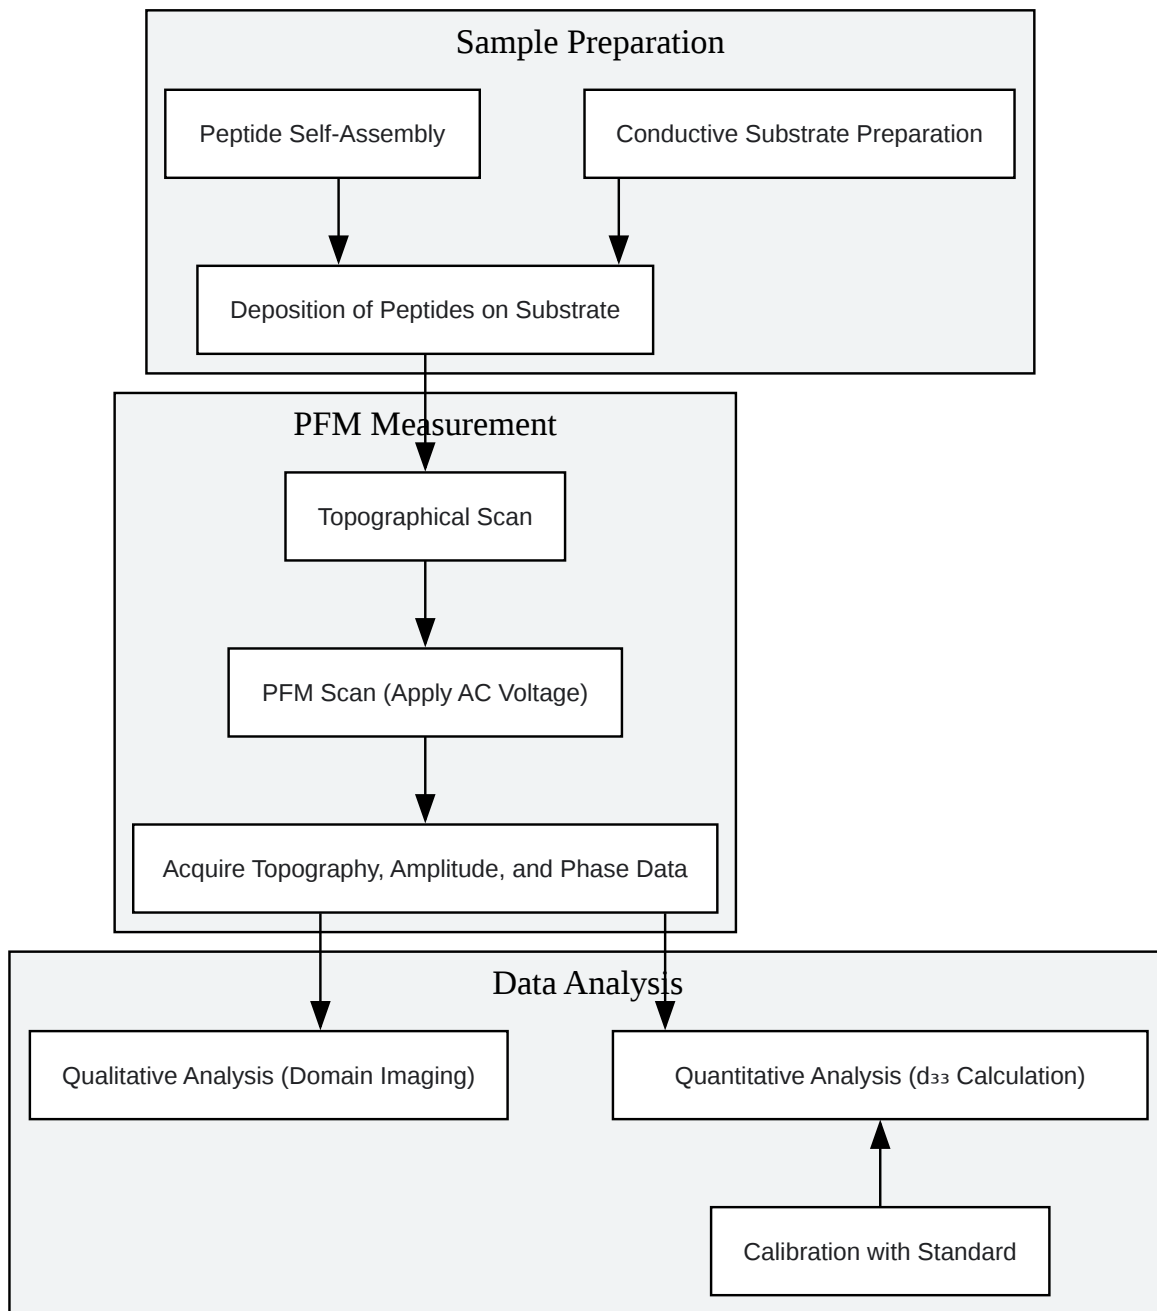 Sample Preparation
Peptide Self-Assembly
Conductive Substrate Preparation
Deposition of Peptides on Substrate
PFM Measurement
Topographical Scan
PFM Scan (Apply AC Voltage)
Acquire Topography, Amplitude, and Phase Data
Data Analysis
Qualitative Analysis (Domain Imaging)
Quantitative Analysis (d₃₃ Calculation)
Calibration with Standard